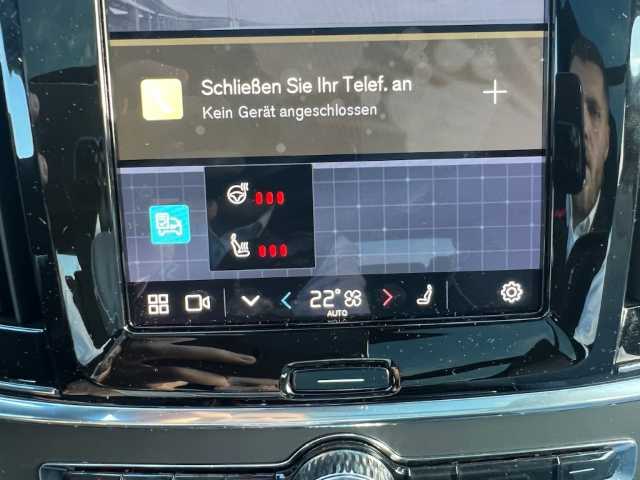 Schließen Sie Ihr Telef. an
Kein Gerät angeschlossen
22°
AUTO